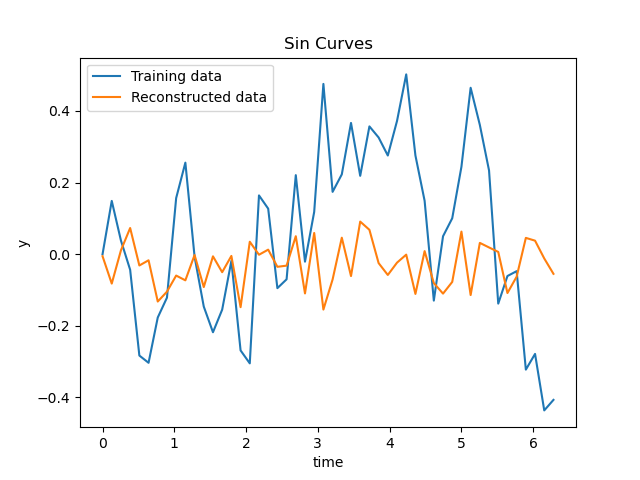 Sin Curves
Training data
Reconstructed data
y
0.4
0.2
0.0
−0.2
−0.4
0 1 2 3 4 5 6
time